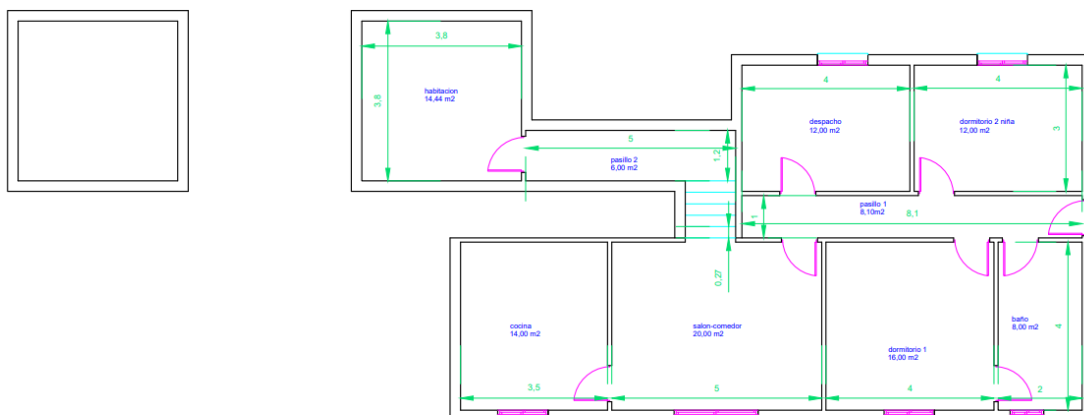 3,8
3,8
habitacion
14,44 m2
5
pasillo 2
6,00 m2
1,2
4
despacho
12,00 m2
4
dormitorio 2 niña
12,00 m2
3
pasillo 1
8,10m2
8,1
1
0,27
cocina
14,00 m2
3,5
salon-comedor
20,00 m2
5
dormitorio 1
16,00 m2
4
baño
8,00 m2
4
2